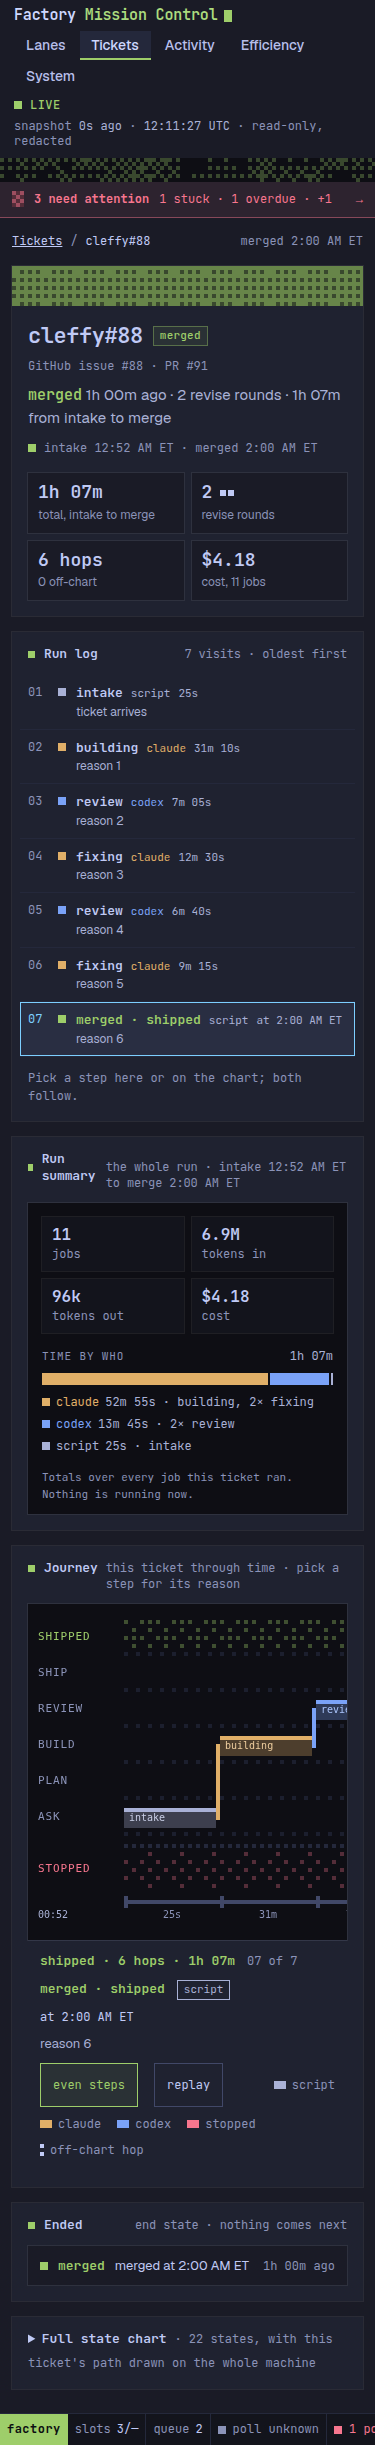 Factory Mission Control
Lanes Tickets Activity Efficiency
System
LIVE
snapshot 0s ago · 12:11:27 UTC · read-only,
redacted
3 need attention 1 stuck · 1 overdue · +1 →
Tickets / cleffy#88 merged 2:00 AM ET
cleffy#88 merged
GitHub issue #88 · PR #91
merged 1h 00m ago · 2 revise rounds · 1h 07m
from intake to merge
intake 12:52 AM ET · merged 2:00 AM ET
1h 07m 2
total, intake to merge revise rounds
6 hops $4.18
0 off-chart cost, 11 jobs
Run log 7 visits · oldest first
01 intake script 25s
ticket arrives
02 building claude 31m 10s
reason 1
03 review codex 7m 05s
reason 2
04 fixing claude 12m 30s
reason 3
05 review codex 6m 40s
reason 4
06 fixing claude 9m 15s
reason 5
07 merged · shipped script at 2:00 AM ET
reason 6
Pick a step here or on the chart; both
follow.
Run summary the whole run · intake 12:52 AM ET
to merge 2:00 AM ET
11 6.9M
jobs tokens in
96k $4.18
tokens out cost
TIME BY WHO 1h 07m
claude 52m 55s · building, 2× fixing
codex 13m 45s · 2× review
script 25s · intake
Totals over every job this ticket ran.
Nothing is running now.
Journey this ticket through time · pick a
step for its reason
SHIPPED
SHIP
REVIEW revie
BUILD building
PLAN
ASK intake
STOPPED
00:52 25s 31m
shipped · 6 hops · 1h 07m 07 of 7
merged · shipped script
at 2:00 AM ET
reason 6
even steps replay script
claude codex stopped
off-chart hop
Ended end state · nothing comes next
merged merged at 2:00 AM ET 1h 00m ago
Full state chart · 22 states, with this
ticket's path drawn on the whole machine
factory slots 3/— queue 2 poll unknown 1 po